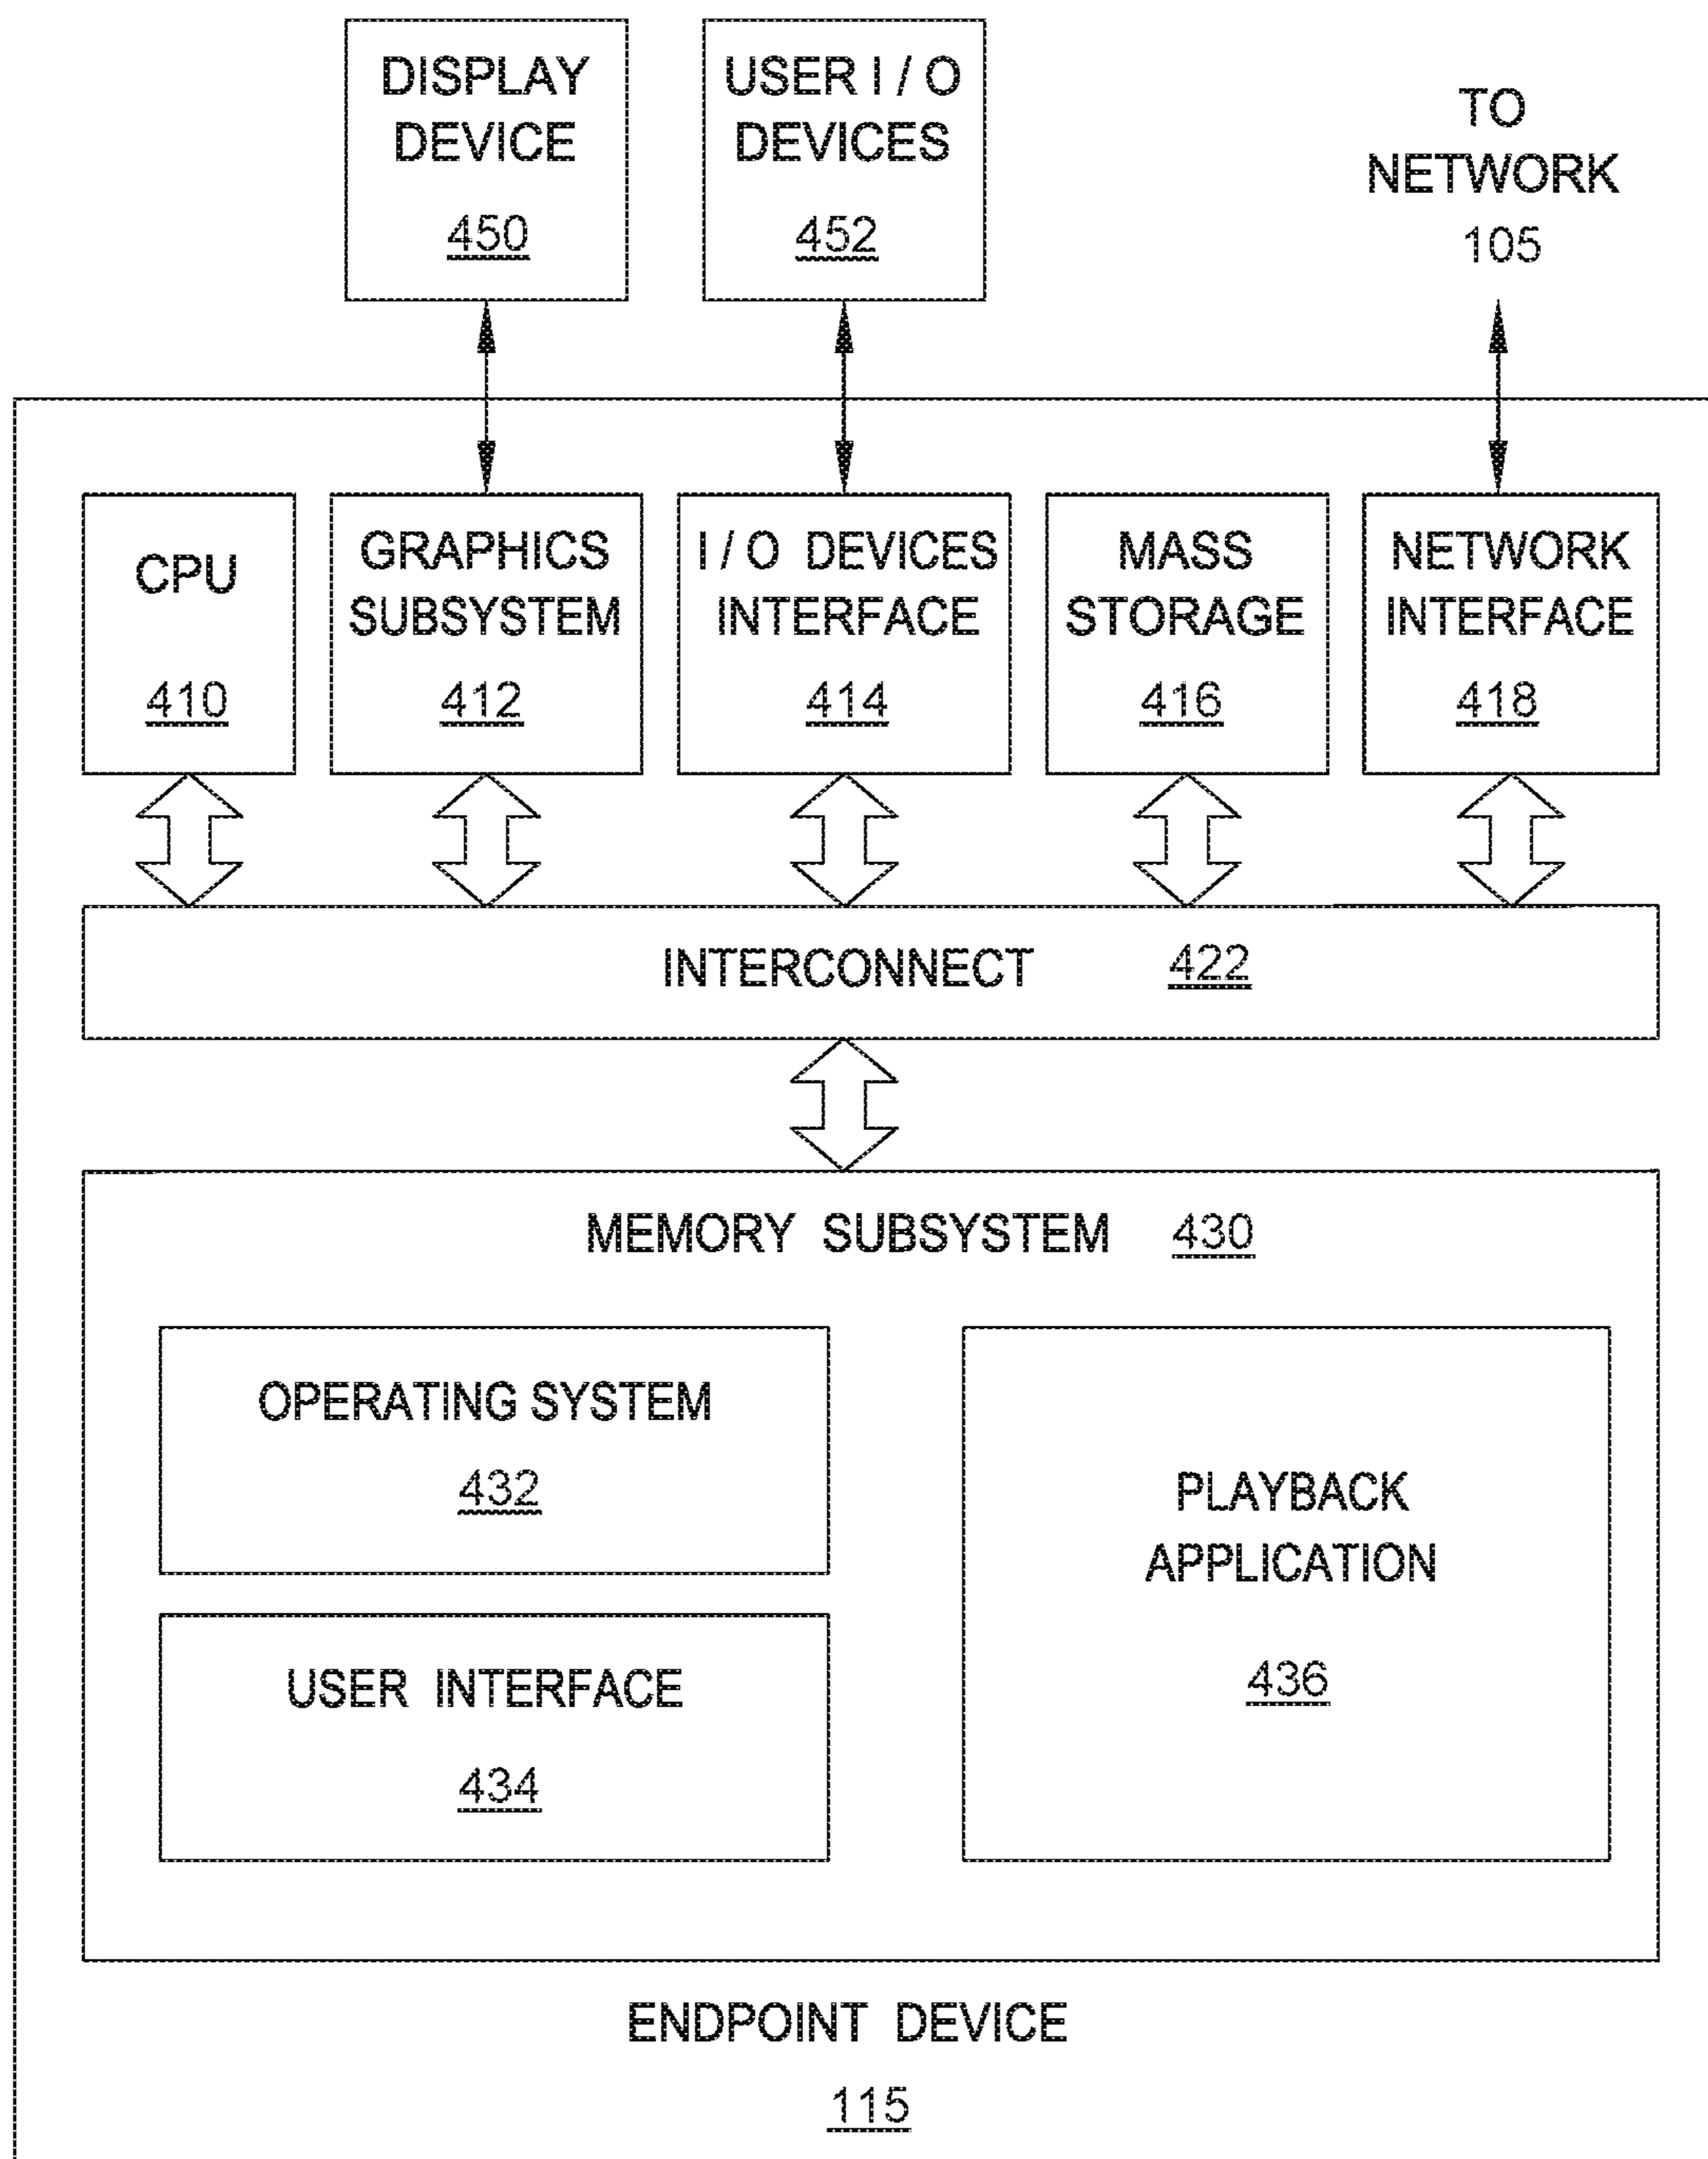 DISPLAY
DEVICE
450
USER I / O
DEVICES
452
TO
NETWORK
105
CPU
410
GRAPHICS
SUBSYSTEM
412
I / O DEVICES
INTERFACE
414
MASS
STORAGE
416
NETWORK
INTERFACE
418
INTERCONNECT 422
MEMORY SUBSYSTEM 430
OPERATING SYSTEM
432
USER INTERFACE
434
PLAYBACK
APPLICATION
436
ENDPOINT DEVICE
115